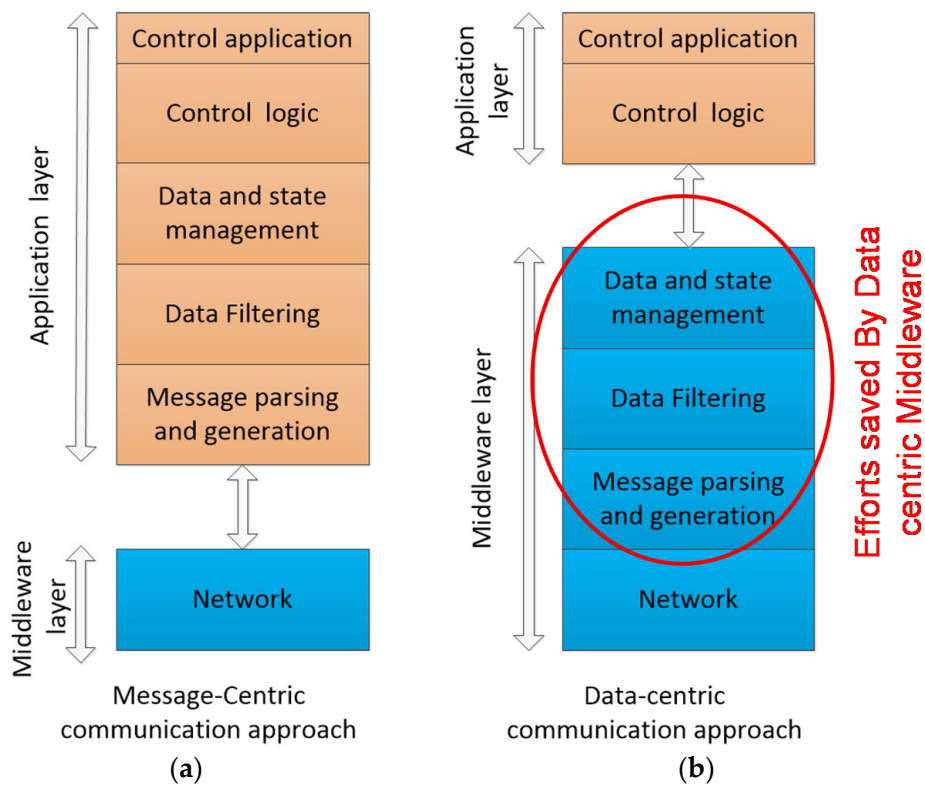 Control application
Control logic
Data and state
management
Data Filtering
Message parsing
and generation
Network
Application layer
Middleware
layer
Message-Centric
communication approach
(a)
Control application
Control logic
Data and state
management
Data Filtering
Message parsing
and generation
Network
Application
layer
Middleware layer
Efforts saved By Data
centric Middleware
Data-centric
communication approach
(b)